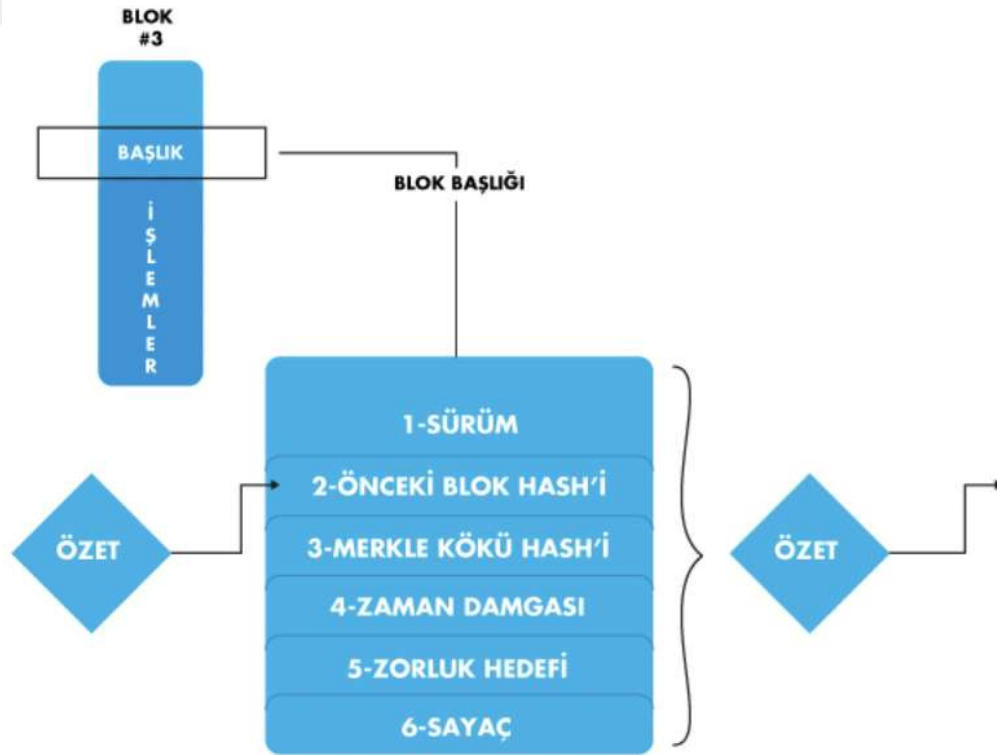 BLOK
#3
BAŞLIK
İŞLEMLER
BLOK BAŞLIĞI
1-SÜRÜM
2-ÖNCEKİ BLOK HASH'İ
3-MERKLE KÖKÜ HASH'İ
4-ZAMAN DAMGASI
5-ZORLUK HEDEFİ
6-SAYAÇ
ÖZET
ÖZET